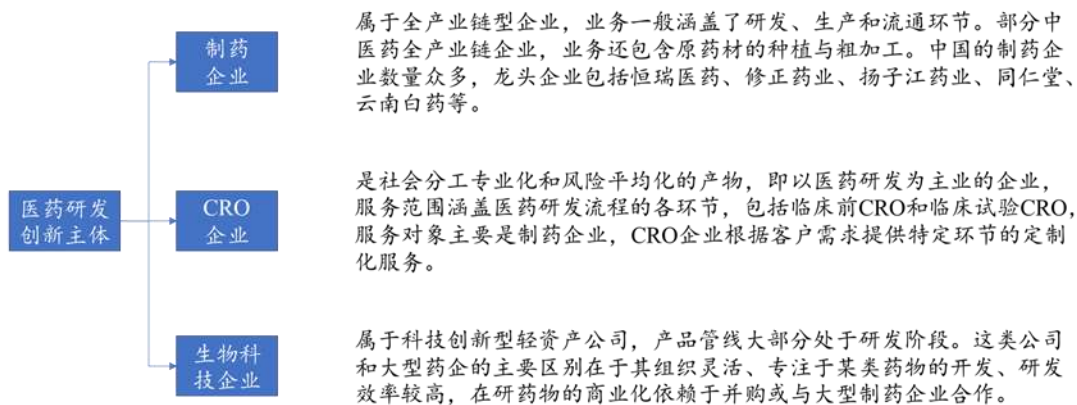 制药
企业
属于全产业链型企业，业务一般涵盖了研发、生产和流通环节。部分中
医药全产业链企业，业务还包含原药材的种植与粗加工。中国的制药企
业数量众多，龙头企业包括恒瑞医药、修正药业、扬子江药业、同仁堂、
云南白药等。
医药研发
创新主体
CRO
企业
是社会分工专业化和风险平均化的产物，即以医药研发为主业的企业，
服务范围涵盖医药研发流程的各环节，包括临床前CRO和临床试验CRO，
服务对象主要是制药企业，CRO企业根据客户需求提供特定环节的定制
化服务。
生物科
技企业
属于科技创新型轻资产公司，产品管线大部分处于研发阶段。这类公司
和大型药企的主要区别在于其组织灵活、专注于某类药物的开发、研发
效率较高，在研药物的商业化依赖于并购或与大型制药企业合作。